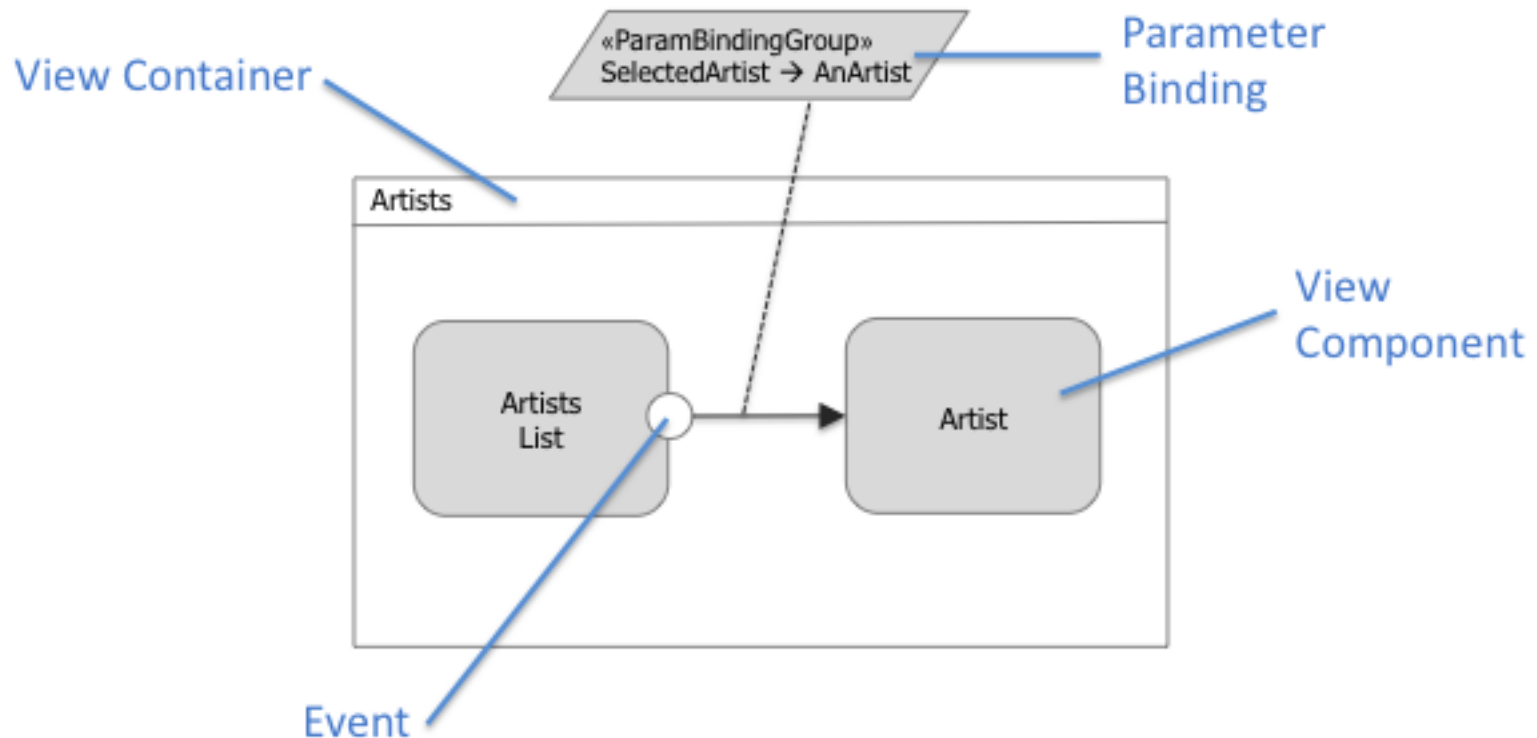 «ParamBindingGroup»
SelectedArtist → AnArtist
Parameter
Binding
View Container
Artists
View
Component
Artists
List
Artist
Event